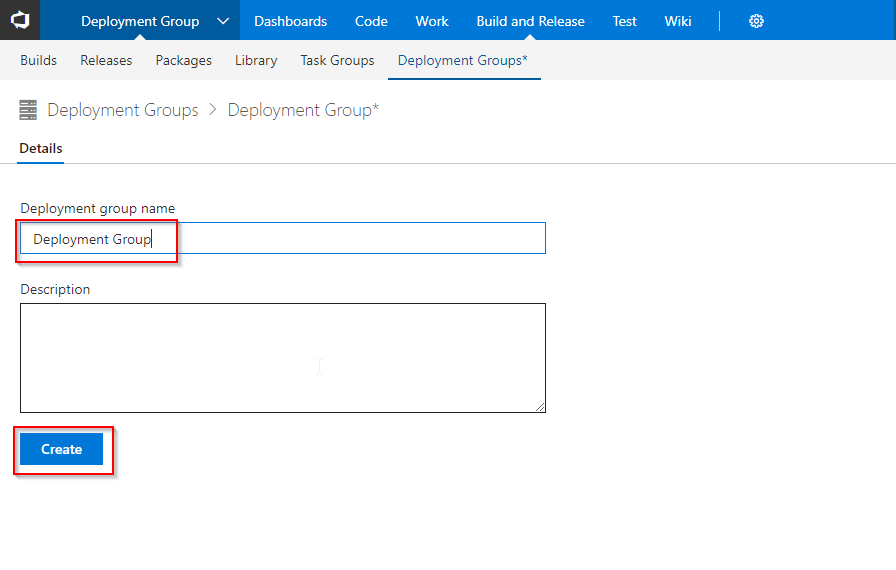 Deployment Group Dashboards Code Work Build and Release Test Wiki
Builds Releases Packages Library Task Groups Deployment Groups*
Deployment Groups > Deployment Group*
Details
Deployment group name
Deployment Group
Description
Create